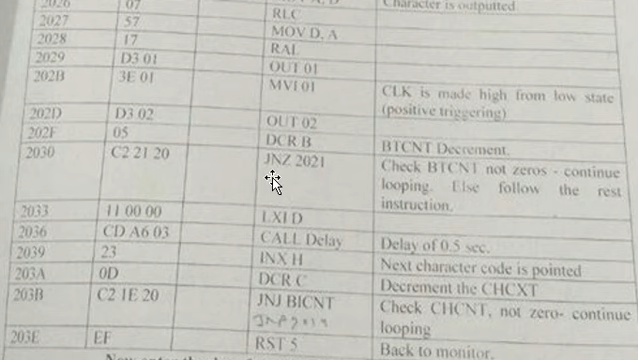 2026 07 Character is outputted
2027 57 RLC
2028 17 MOV D, A
2029 D3 01 RAL
202B 3E 01 OUT 01
MVI 01 CLK is made high from low state
(positive triggering)
202D D3 02 OUT 02
202F 05 DCR B BTCNT Decrement.
2030 C2 21 20 JNZ 2021 Check BTCNT not zeros - continue
looping. Else follow the rest
instruction.
2033 11 00 00 LXI D
2036 CD A6 03 CALL Delay Delay of 0.5 sec.
2039 23 INX H Next character code is pointed
203A 0D DCR C Decrement the CHCXT
203B C2 1E 20 JNJ BICNT Check CHCNT, not zero- continue
looping
203E EF RST 5 Back to monitor.